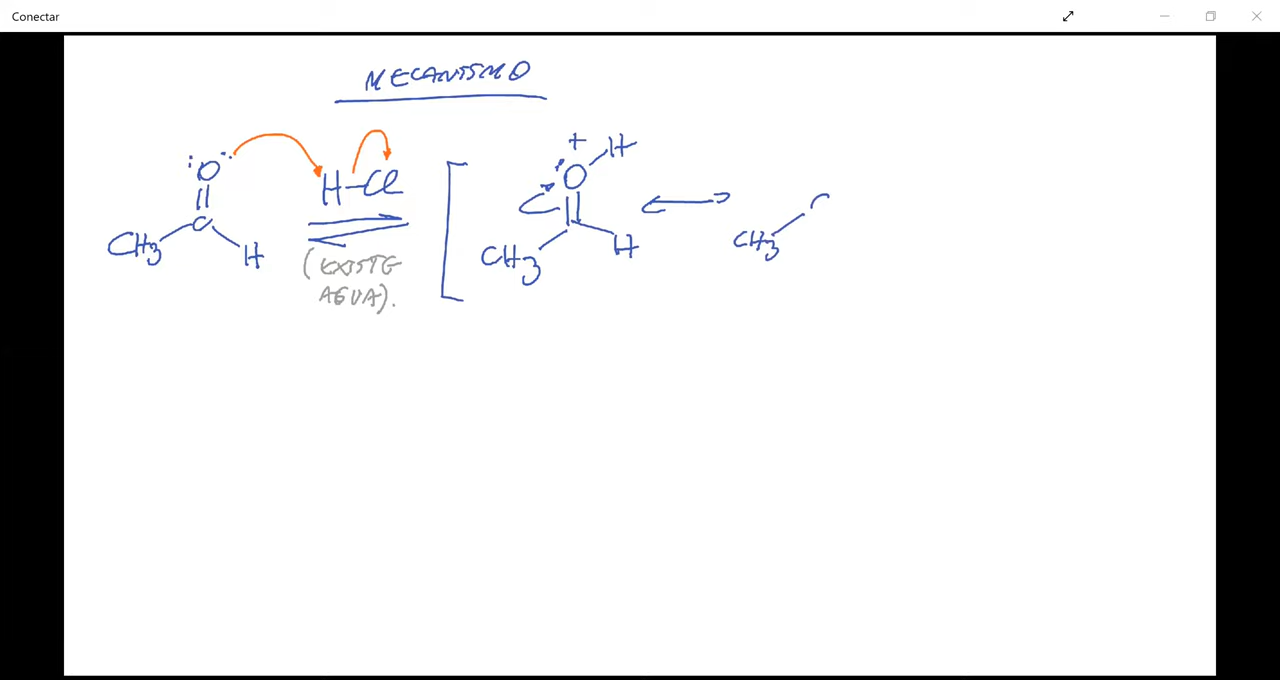 Conectar
MECANISMO
:O: H-Cl :O+ H
C
CH3 H CH3 H CH3
(EXISTE
AGUA).